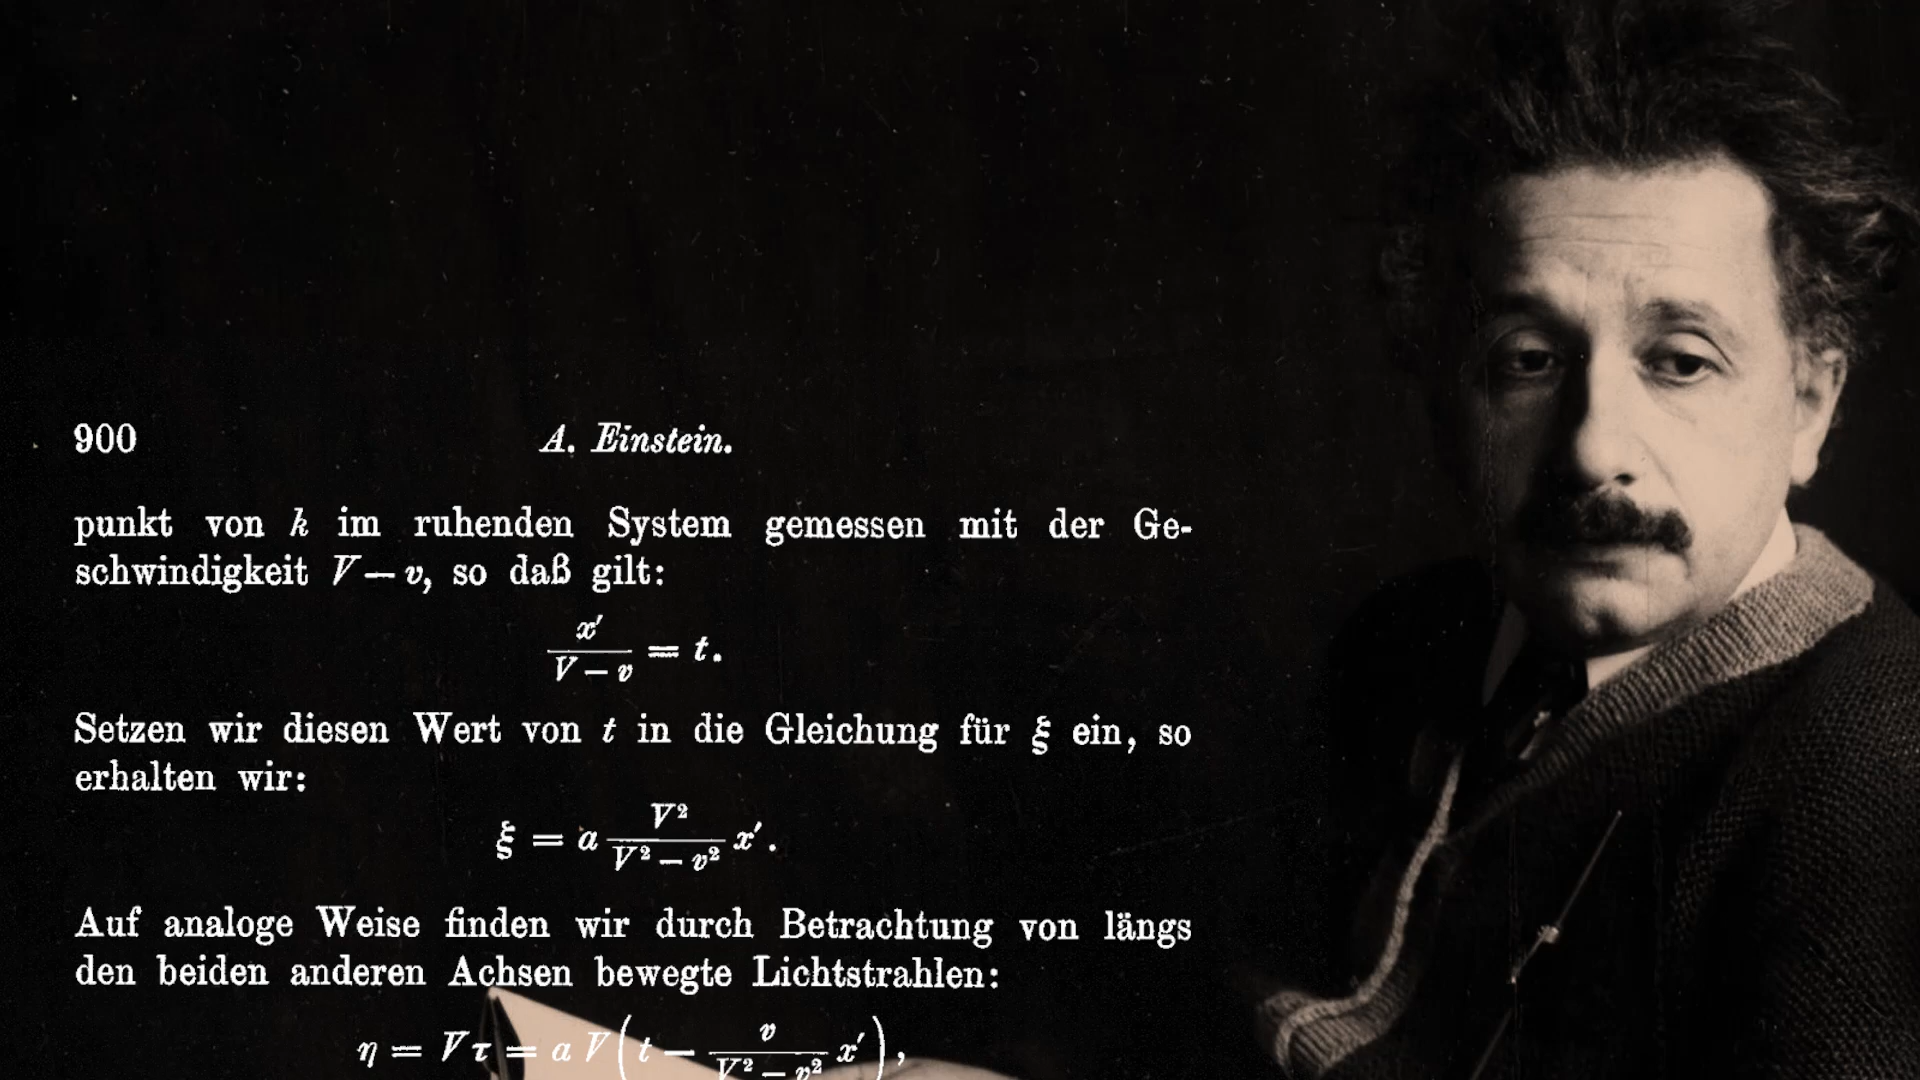 900 A. Einstein.
punkt von k im ruhenden System gemessen mit der Ge-
schwindigkeit V − v, so daß gilt:
x′ / (V − v) = t.
Setzen wir diesen Wert von t in die Gleichung für ξ ein, so
erhalten wir:
ξ = a V² / (V² − v²) x′.
Auf analoge Weise finden wir durch Betrachtung von längs
den beiden anderen Achsen bewegte Lichtstrahlen:
η = V τ = a V (t − v / (V² − v²) x′),